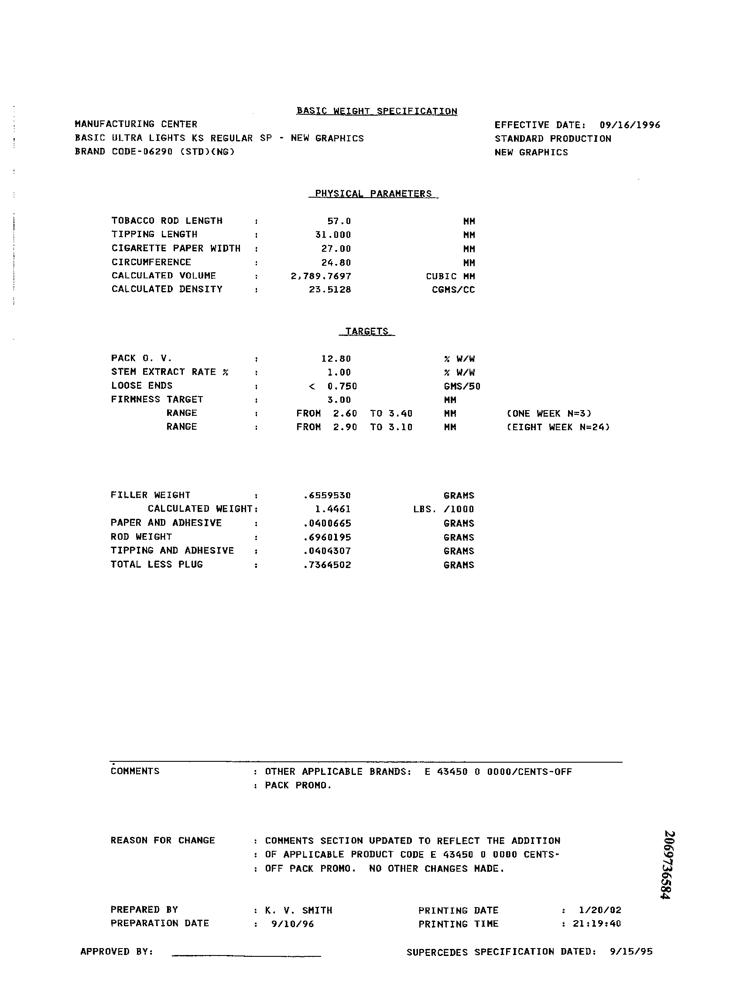 BASIC WEIGHT SPECIFICATION
MANUFACTURING CENTER EFFECTIVE DATE: 09/16/1996
BASIC ULTRA LIGHTS KS REGULAR SP - NEW GRAPHICS STANDARD PRODUCTION
BRAND CODE-06290 (STD)(NG) NEW GRAPHICS
PHYSICAL PARAMETERS
TOBACCO ROD LENGTH : 57.0 MM
TIPPING LENGTH : 31.000 MM
CIGARETTE PAPER WIDTH : 27.00 MM
CIRCUMFERENCE : 24.80 MM
CALCULATED VOLUME : 2,789.7697 CUBIC MM
CALCULATED DENSITY : 23.5128 CGMS/CC
TARGETS
PACK O. V. : 12.80 % W/W
STEM EXTRACT RATE % : 1.00 % W/W
LOOSE ENDS : < 0.750 GMS/50
FIRMNESS TARGET : 3.00 MM
RANGE : FROM 2.60 TO 3.40 MM (ONE WEEK N=3)
RANGE : FROM 2.90 TO 3.10 MM (EIGHT WEEK N=24)
FILLER WEIGHT : .6559530 GRAMS
CALCULATED WEIGHT: 1.4461 LBS. /1000
PAPER AND ADHESIVE : .0400665 GRAMS
ROD WEIGHT : .6960195 GRAMS
TIPPING AND ADHESIVE : .0404307 GRAMS
TOTAL LESS PLUG : .7364502 GRAMS
COMMENTS : OTHER APPLICABLE BRANDS: E 43450 0 0000/CENTS-OFF
: PACK PROMO.
REASON FOR CHANGE : COMMENTS SECTION UPDATED TO REFLECT THE ADDITION
: OF APPLICABLE PRODUCT CODE E 43450 0 0000 CENTS-
: OFF PACK PROMO. NO OTHER CHANGES MADE.
2069736584
PREPARED BY : K. V. SMITH PRINTING DATE : 1/20/02
PREPARATION DATE : 9/10/96 PRINTING TIME : 21:19:40
APPROVED BY: SUPERCEDES SPECIFICATION DATED: 9/15/95